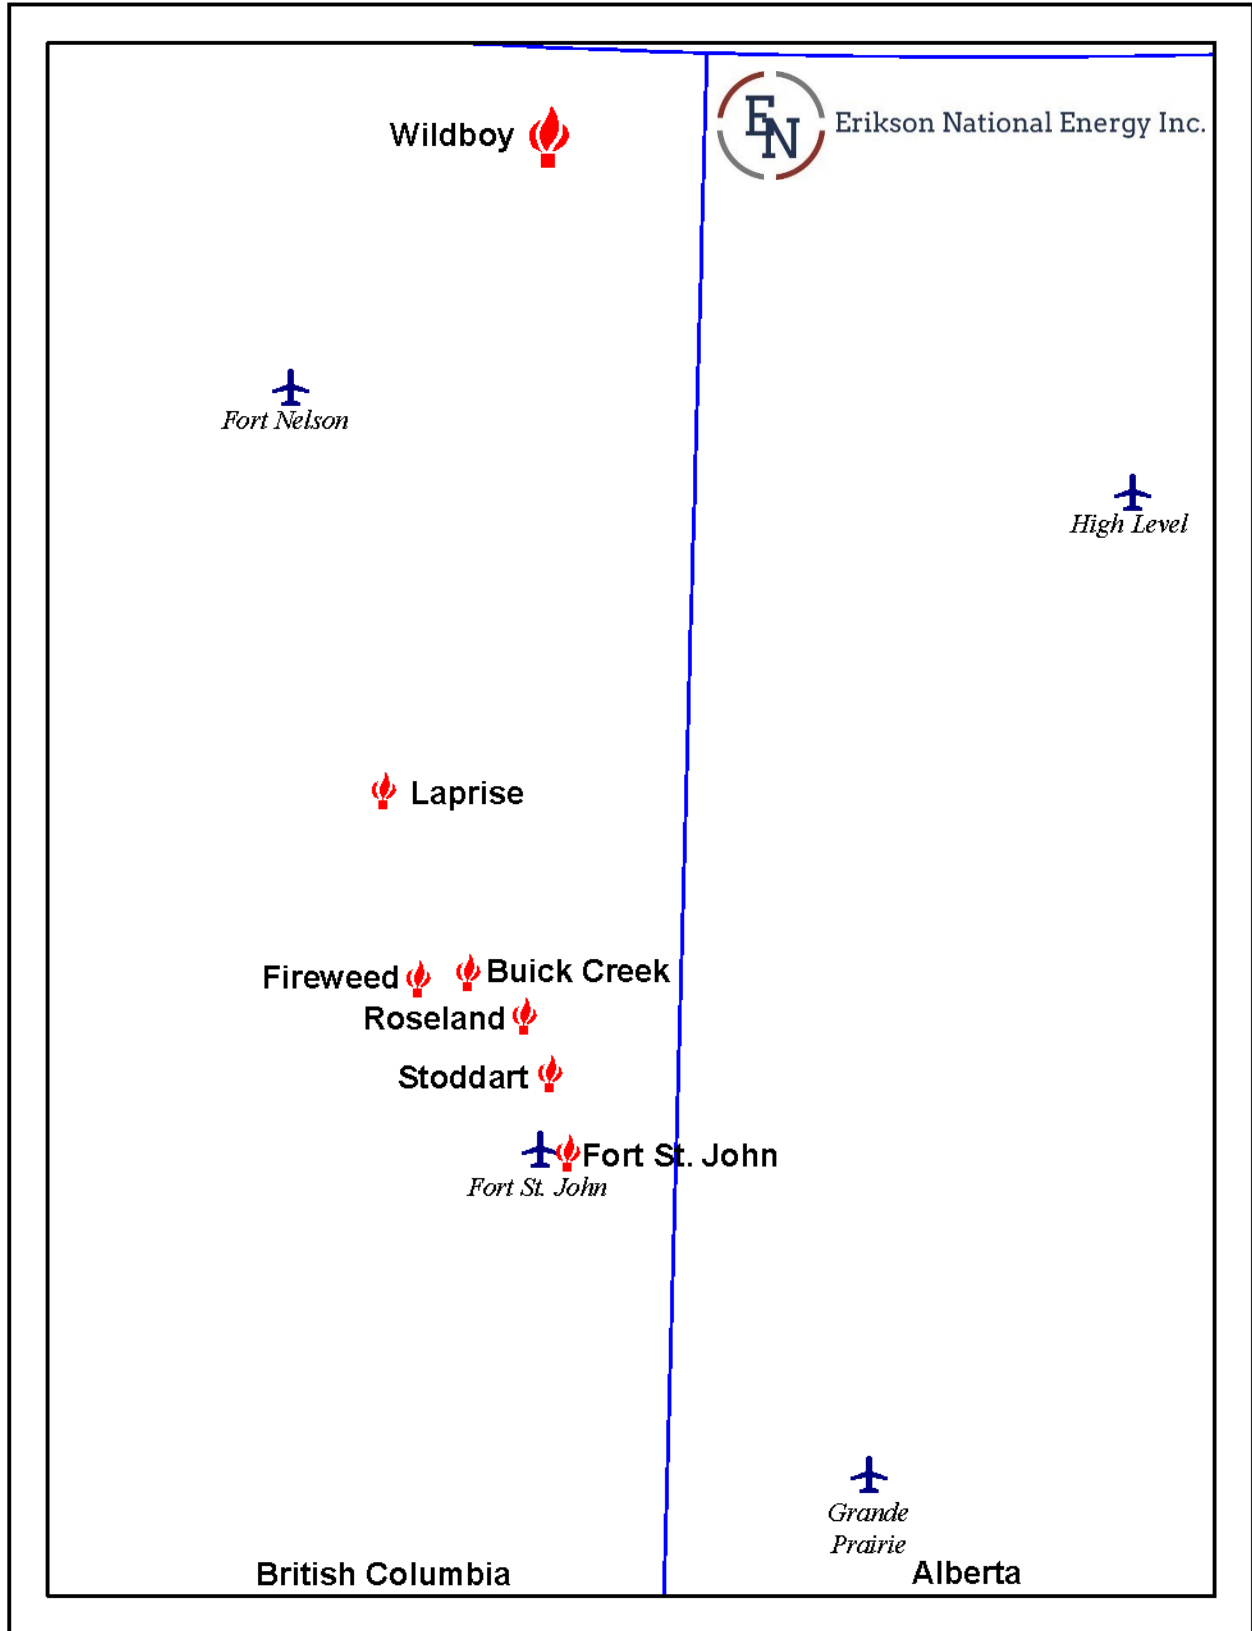 EN
Erikson National Energy Inc.
Wildboy
Fort Nelson
High Level
Laprise
Fireweed
Buick Creek
Roseland
Stoddart
Fort St. John
Fort St. John
Grande
Prairie
British Columbia
Alberta